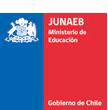 JUNAEB
Ministerio de
Educación
Gobierno de Chile